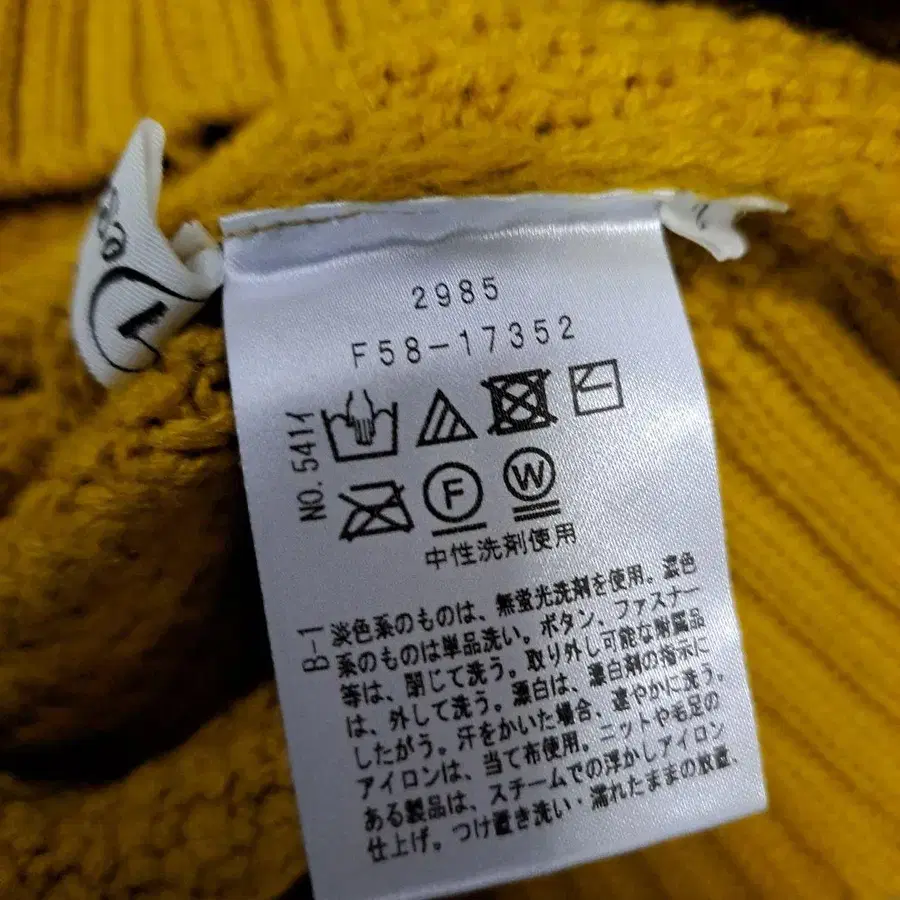 2985
F58-17352
NO.541イ
F
W
中性洗剤使用
B-1
淡色系のものは、無蛍光洗剤を使用。濃色
系のものは単品洗い。ボタン、ファスナー
等は、閉じて洗う。取り外し可能な附属品
は、外して洗う。漂白は、漂白剤の指示に
したがう。汗をかいた場合、速やかに洗う。
アイロンは、当て布使用。ニットや毛足の
ある製品は、スチームでの浮かしアイロン
仕上げ。つけ置き洗い・濡れたままの放置、